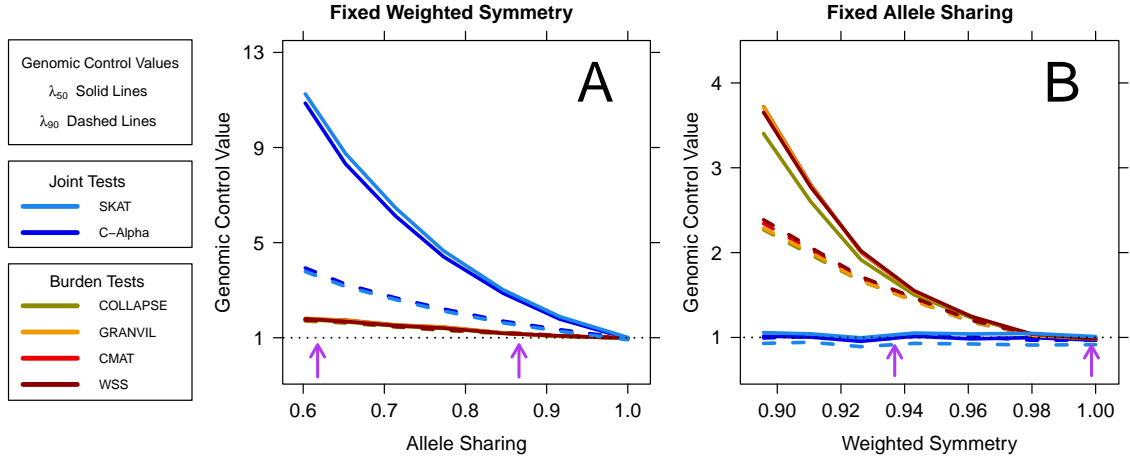 Fixed Weighted Symmetry
Fixed Allele Sharing
Genomic Control Values
λ50 Solid Lines
λ90 Dashed Lines
Joint Tests
SKAT
C−Alpha
Burden Tests
COLLAPSE
GRANVIL
CMAT
WSS
A
Genomic Control Value
13
9
5
1
0.6 0.7 0.8 0.9 1.0
Allele Sharing
B
Genomic Control Value
4
3
2
1
0.90 0.92 0.94 0.96 0.98 1.00
Weighted Symmetry